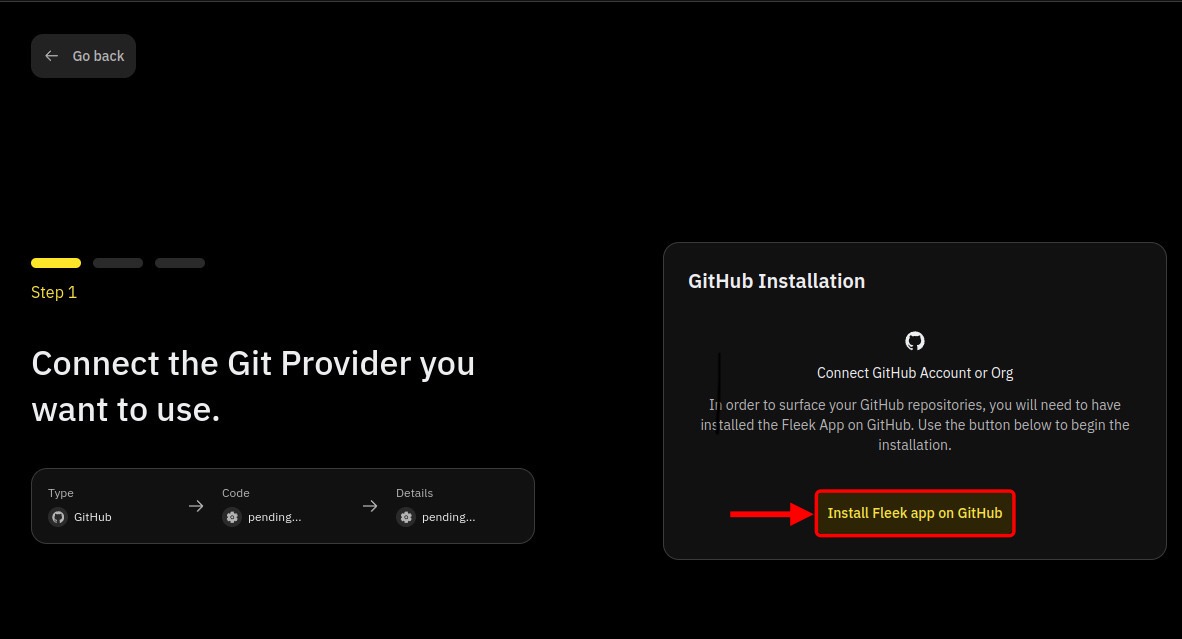 Go back
Step 1
Connect the Git Provider you
want to use.
Type
GitHub
Code
pending...
Details
pending...
GitHub Installation
Connect GitHub Account or Org
In order to surface your GitHub repositories, you will need to have
installed the Fleek App on GitHub. Use the button below to begin the
installation.
Install Fleek app on GitHub